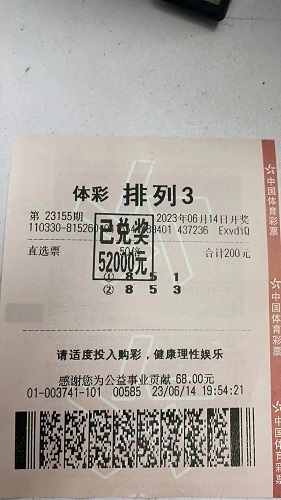 体彩 排列3
第 23155期 2023年06月14日开奖
110330-815260- 39401 437236 ExvdiQ
已兑奖
52000元
直选票 50倍 合计200元
① 8 5 1
② 8 5 3
请适度投入购彩，健康理性娱乐
感谢您为公益事业贡献 68.00元
01-003741-101 00585 23/06/14 19:54:21
中国体育彩票
中国体育彩票
中国体育彩票